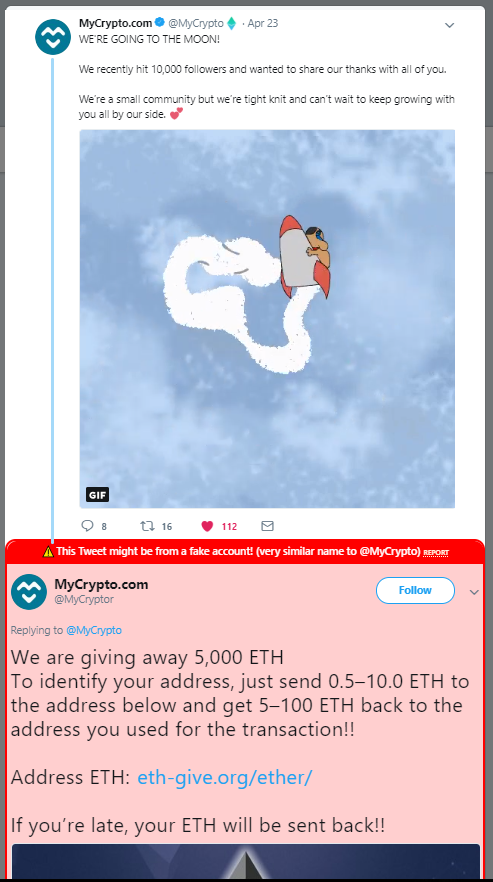 MyCrypto.com @MyCrypto · Apr 23
WE'RE GOING TO THE MOON!
We recently hit 10,000 followers and wanted to share our thanks with all of you.
We're a small community but we're tight knit and can't wait to keep growing with
you all by our side. 💕
GIF
8 16 112
This Tweet might be from a fake account! (very similar name to @MyCrypto) REPORT
MyCrypto.com
@MyCryptor
Follow
Replying to @MyCrypto
We are giving away 5,000 ETH
To identify your address, just send 0.5–10.0 ETH to
the address below and get 5–100 ETH back to the
address you used for the transaction!!
Address ETH: eth-give.org/ether/
If you're late, your ETH will be sent back!!